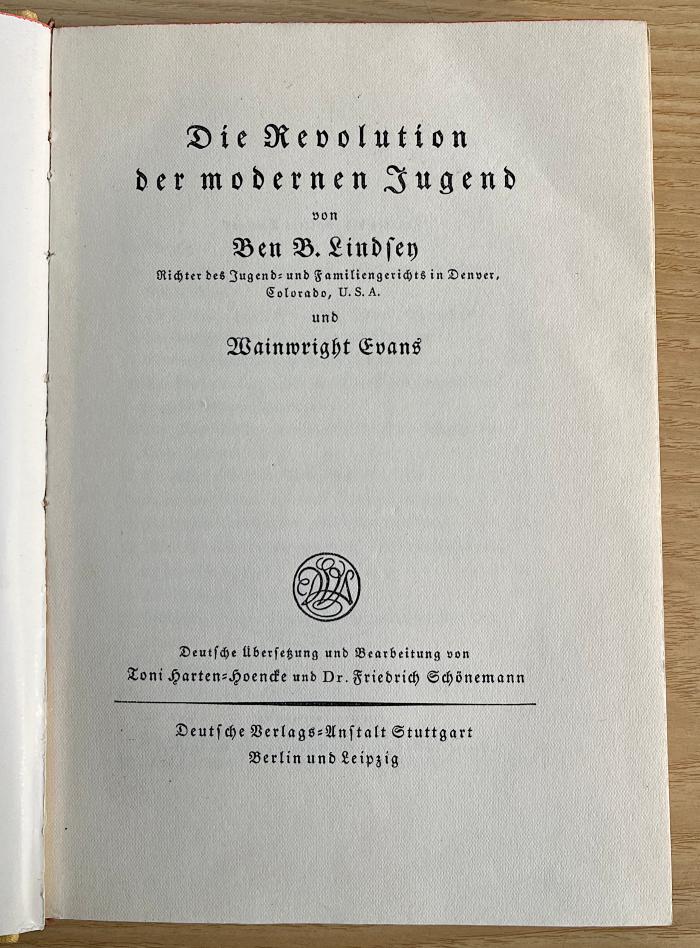 Die Revolution
der modernen Jugend
von
Ben B. Lindsey
Richter des Jugend- und Familiengerichts in Denver,
Colorado, U. S. A.
und
Wainwright Evans
DVA
Deutsche Übersetzung und Bearbeitung von
Toni Harten-Hoencke und Dr. Friedrich Schönemann
Deutsche Verlags-Anstalt Stuttgart
Berlin und Leipzig